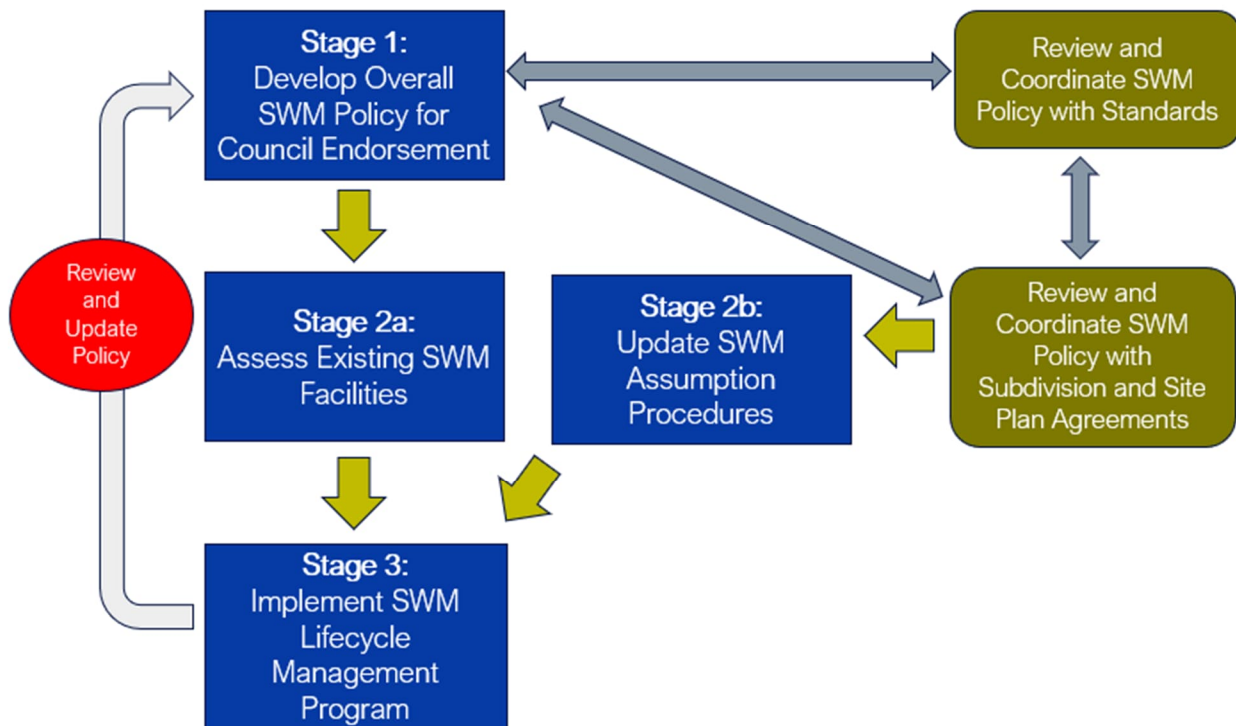 Stage 1:
Develop Overall
SWM Policy for
Council Endorsement
Review and
Coordinate SWM
Policy with Standards
Review
and
Update
Policy
Stage 2a:
Assess Existing SWM
Facilities
Stage 2b:
Update SWM
Assumption
Procedures
Review and
Coordinate SWM
Policy with
Subdivision and Site
Plan Agreements
Stage 3:
Implement SWM
Lifecycle
Management
Program